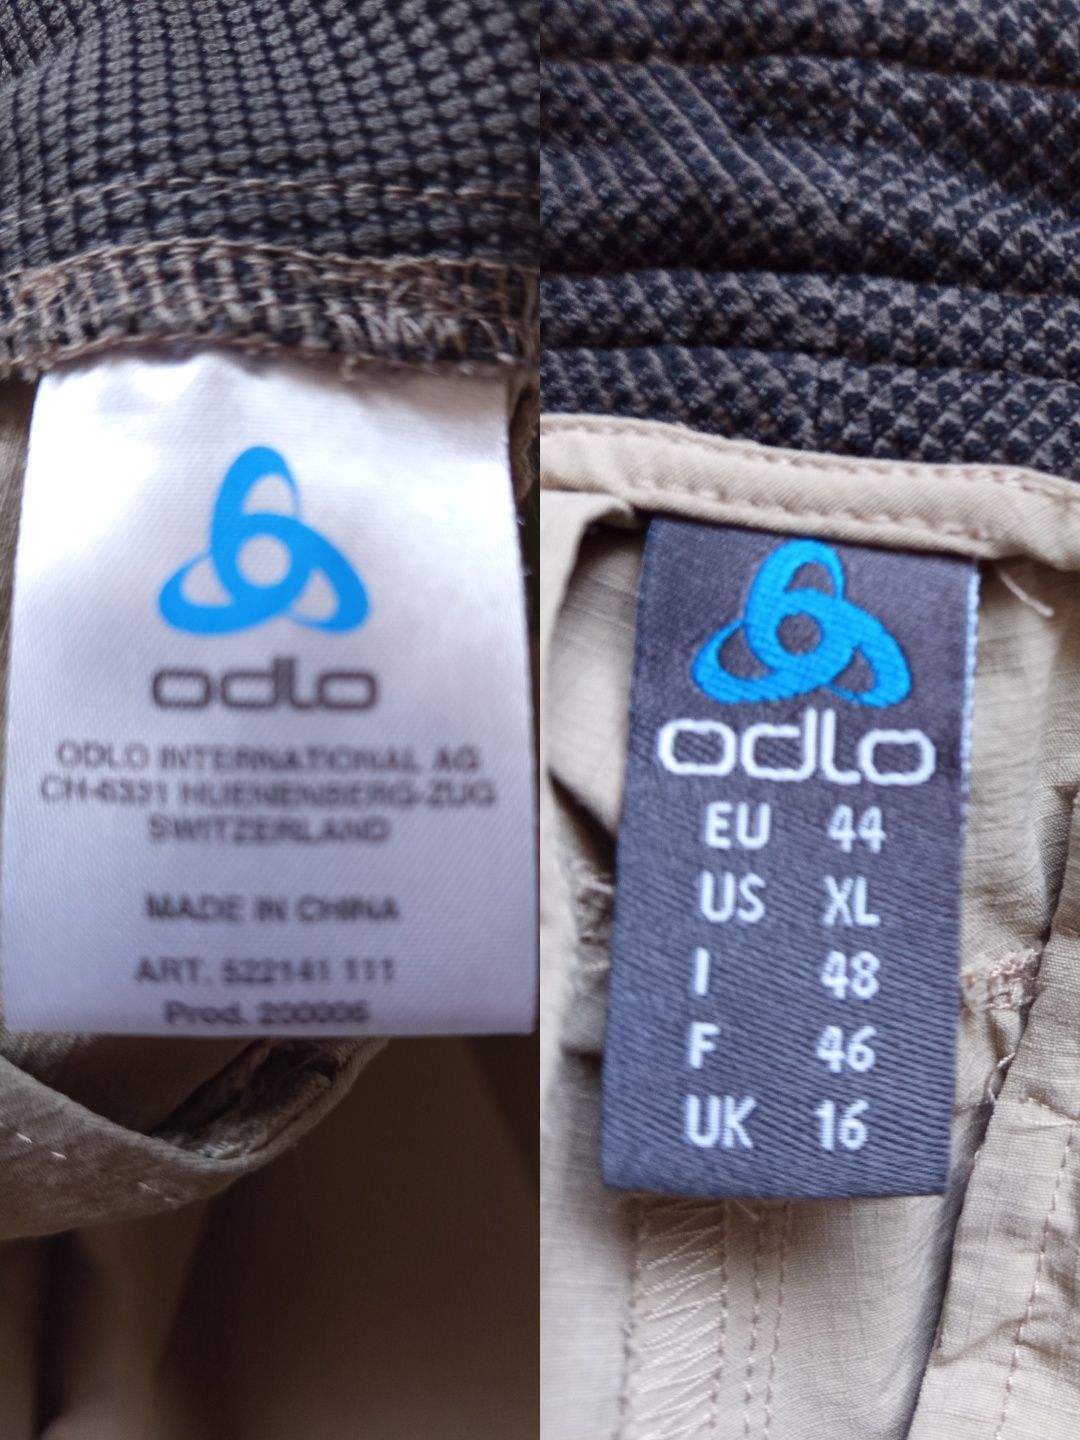 odlo
ODLO INTERNATIONAL AG
CH-6331 HUENENBERG-ZUG
SWITZERLAND
MADE IN CHINA
ART. 522141 111
Prod. 200006
odlo
EU 44
US XL
I 48
F 46
UK 16